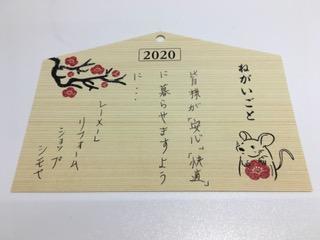 2020
ねがいごと
皆様が「安心」「快適」
に暮らせますよう
に・・・
レーメル
リフォーム
ショップ
シモヤ